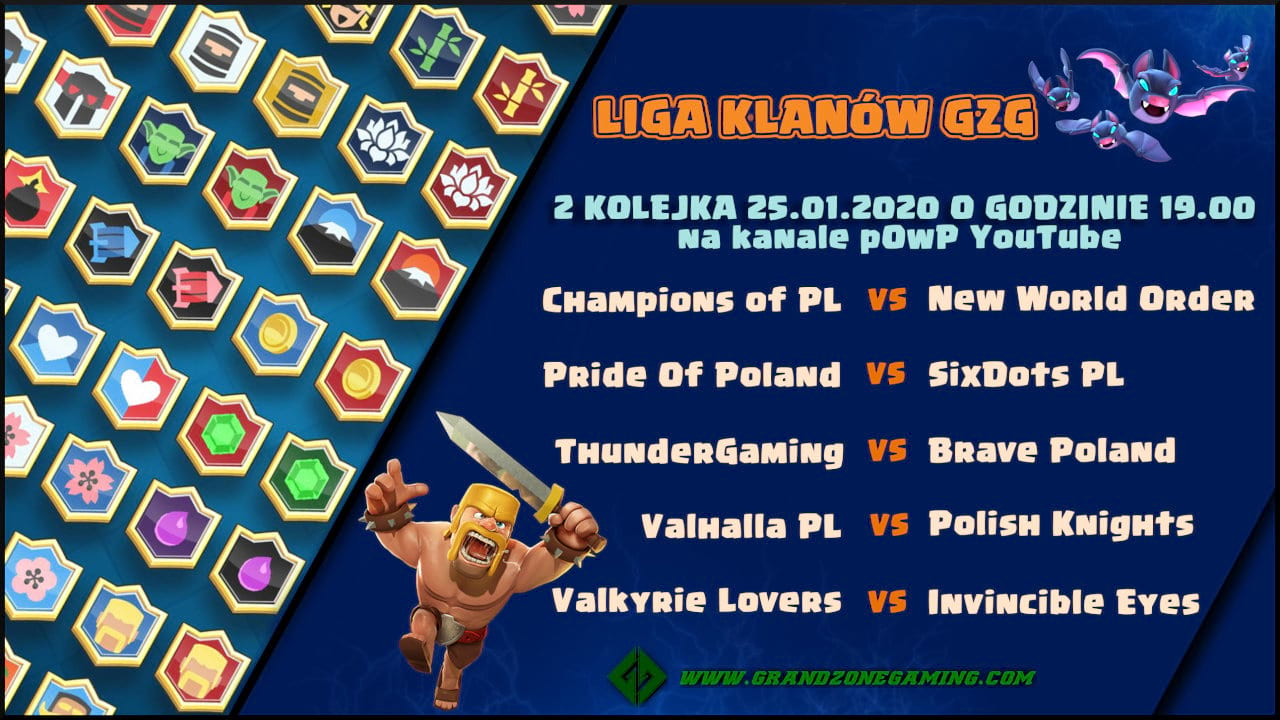 LIGA KLANÓW GZG
2 KOLEJKA 25.01.2020 O GODZINIE 19.00
na kanale pOwP YouTube
Champions of PL VS New World Order
Pride Of Poland VS SixDots PL
ThunderGaming VS Brave Poland
Valhalla PL VS Polish Knights
Valkyrie Lovers VS Invincible Eyes
WWW.GRANDZONEGAMING.COM